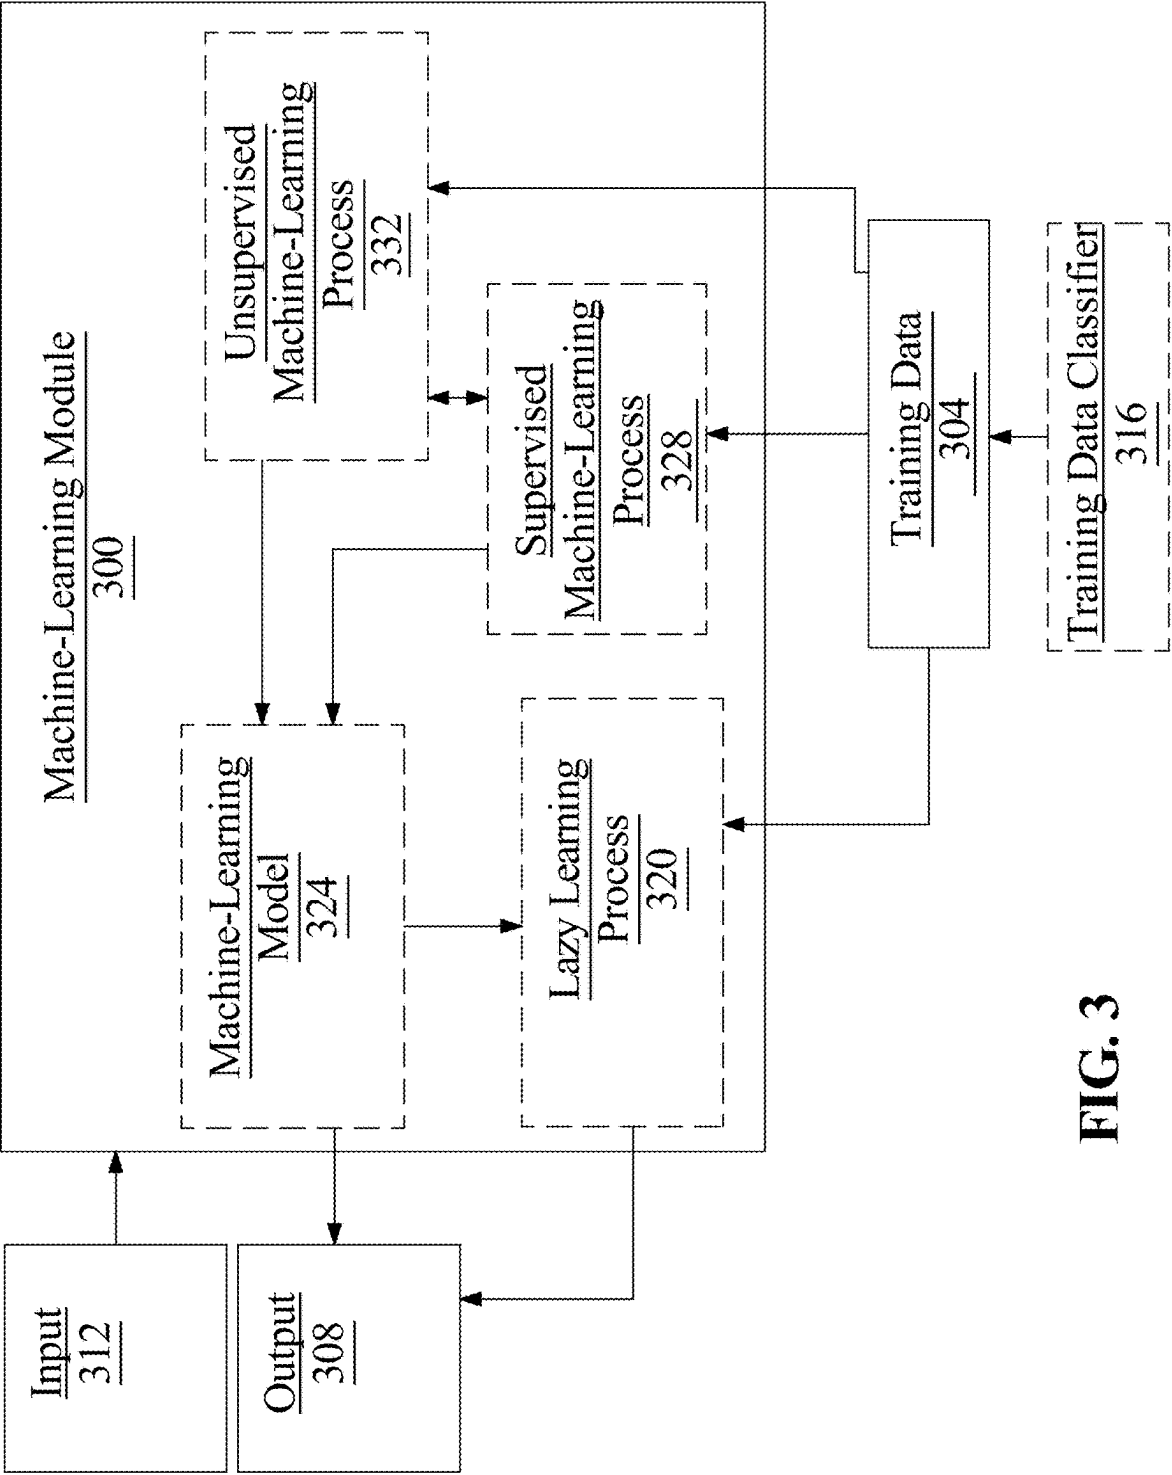 Machine-Learning Module
300
Input
312
Output
308
Machine-Learning
Model
324
Unsupervised
Machine-Learning
Process
332
Lazy Learning
Process
320
Supervised
Machine-Learning
Process
328
Training Data
304
Training Data Classifier
316
FIG. 3